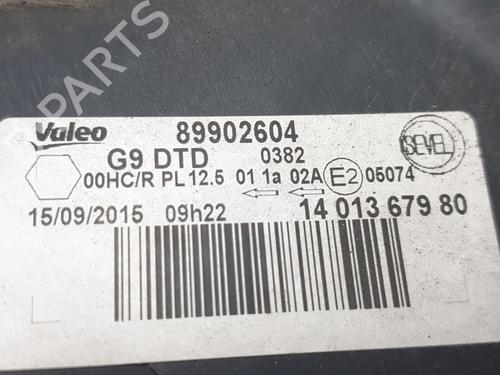 PARTS
Valeo
89902604
SEVEL
G9 DTD
0382
00HC/R PL 12.5 01 1a 02A E2 05074
15/09/2015 09h22
14 013 679 80